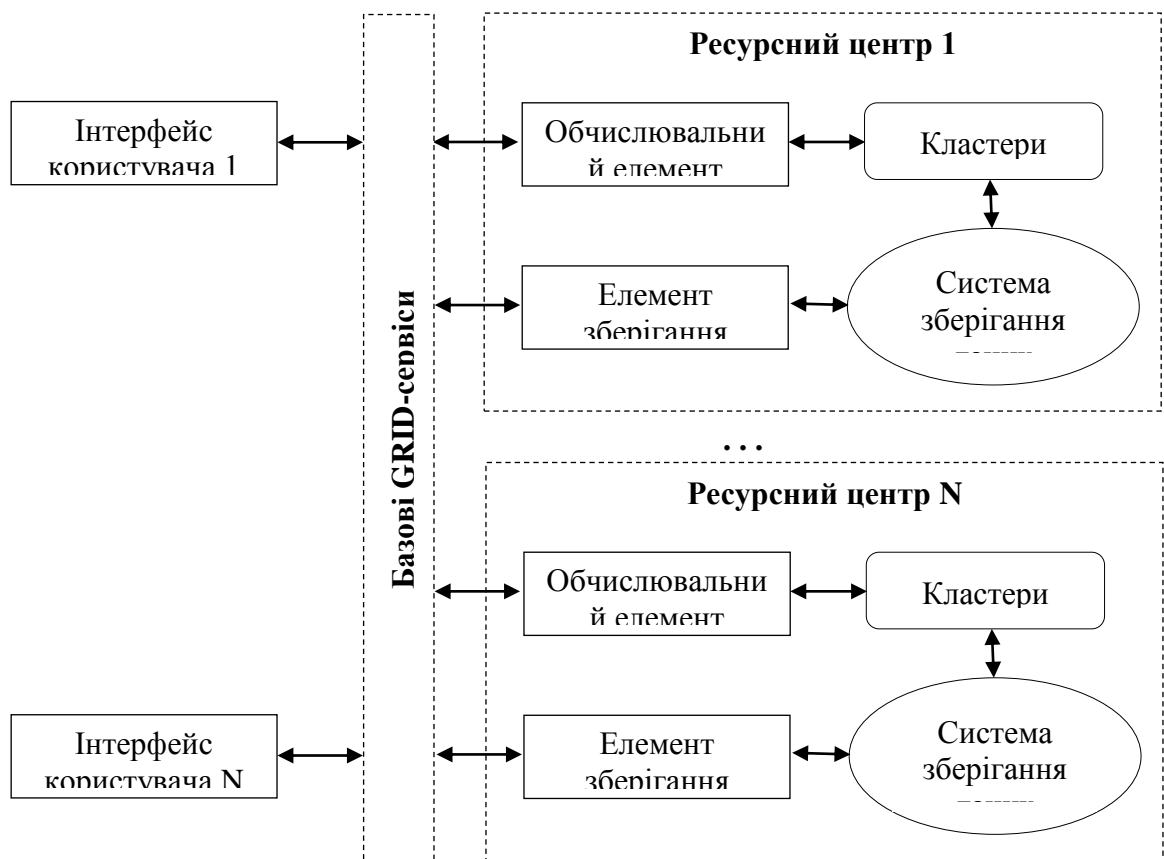 Ресурсний центр 1
Інтерфейс
користувача 1
Обчислювальни
й елемент
Кластери
Елемент
зберігання
Система
зберігання
Базові GRID-сервіси
. . .
Ресурсний центр N
Обчислювальни
й елемент
Кластери
Інтерфейс
користувача N
Елемент
зберігання
Система
зберігання